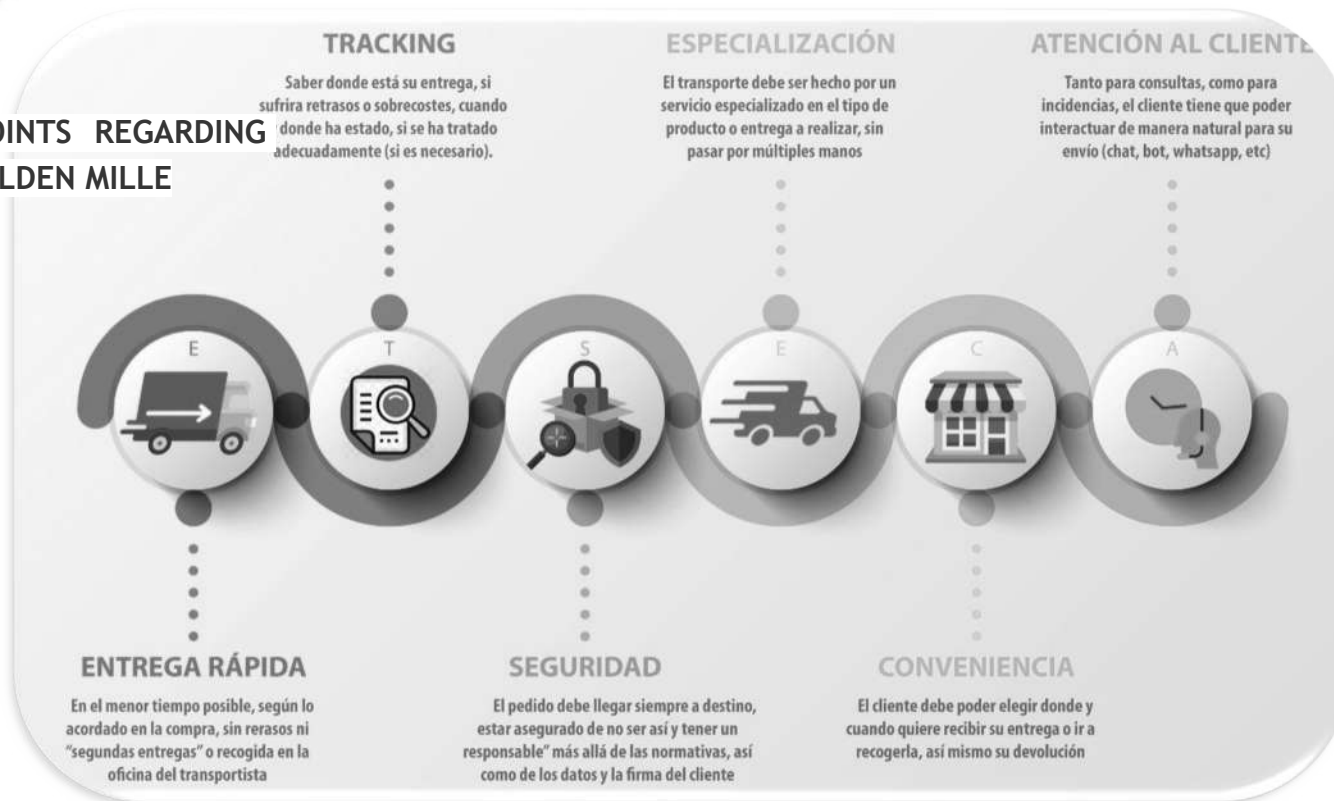 TRACKING
Saber donde está su entrega, si
sufrira retrasos o sobrecostes, cuando
donde ha estado, si se ha tratado
adecuadamente (si es necesario).
ESPECIALIZACIÓN
El transporte debe ser hecho por un
servicio especializado en el tipo de
producto o entrega a realizar, sin
pasar por múltiples manos
ATENCIÓN AL CLIENTE
Tanto para consultas, como para
incidencias, el cliente tiene que poder
interactuar de manera natural para su
envío (chat, bot, whatsapp, etc)
OINTS REGARDING
LDEN MILLE
E
T
S
E
C
A
ENTREGA RÁPIDA
En el menor tiempo posible, según lo
acordado en la compra, sin rerasos ni
"segundas entregas" o recogida en la
oficina del transportista
SEGURIDAD
El pedido debe llegar siempre a destino,
estar asegurado de no ser así y tener un
responsable" más allá de las normativas, así
como de los datos y la firma del cliente
CONVENIENCIA
El cliente debe poder elegir donde y
cuando quiere recibir su entrega o ir a
recogerla, así mismo su devolución